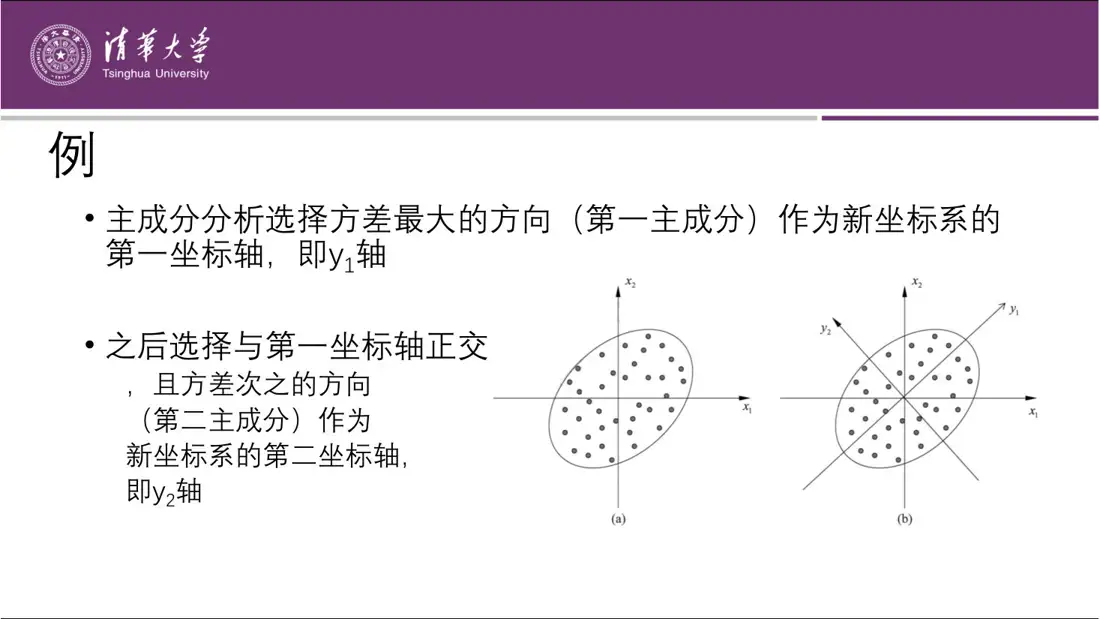 清华大学
Tsinghua University
例
• 主成分分析选择方差最大的方向（第一主成分）作为新坐标系的
第一坐标轴，即y₁轴
• 之后选择与第一坐标轴正交
，且方差次之的方向
（第二主成分）作为
新坐标系的第二坐标轴，
即y₂轴
x₂
x₁
(a)
x₂
y₁
y₂
x₁
(b)